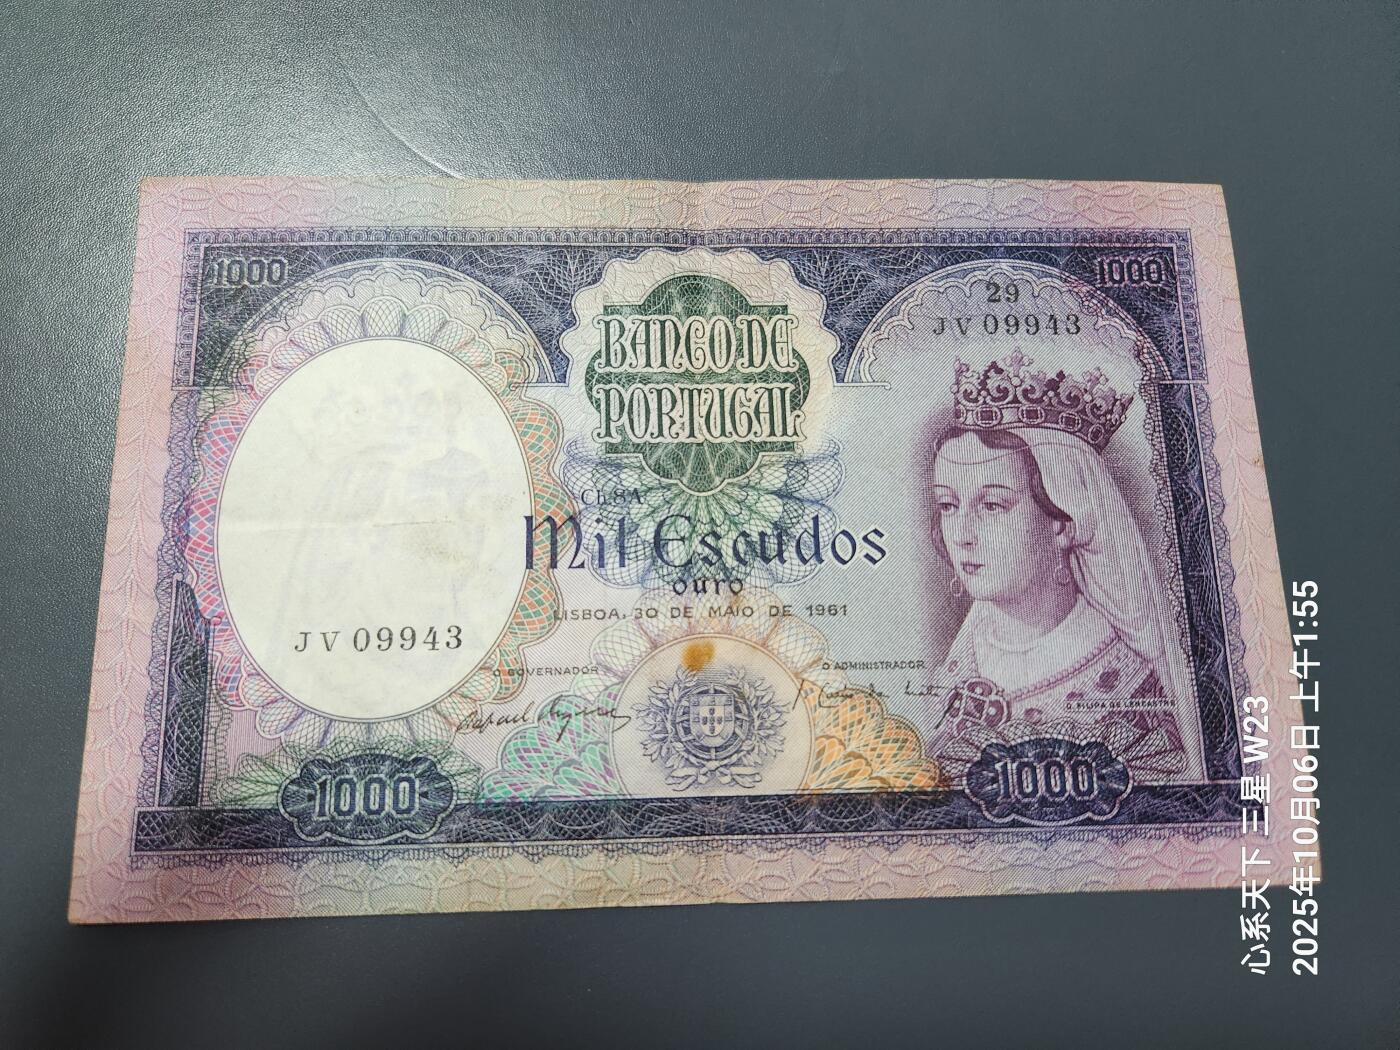 1000
1000
29
JV 09943
BANCO DE
PORTUGAL
Ch. 8A
Mil Escudos
ouro
LISBOA, 30 DE MAIO DE 1961
JV 09943
O GOVERNADOR
O ADMINISTRADOR
D. FILIPA DE LENCASTRE
1000
1000
心系天下 三星 W23
2025年10月06日 上午1:55